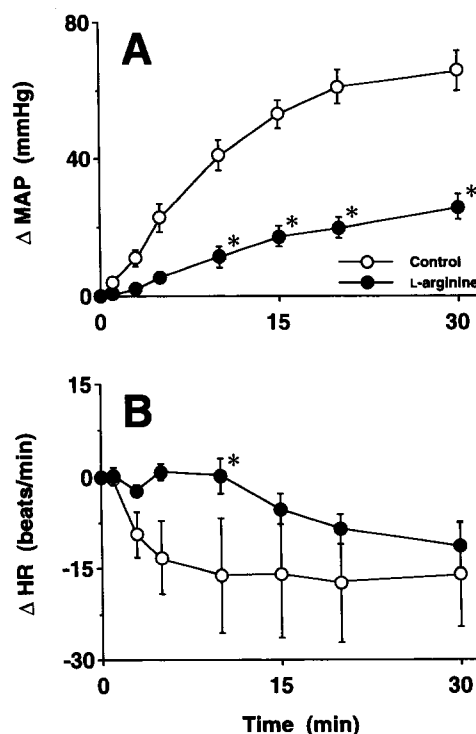 80
A
Δ MAP (mmHg)
40
*
*
*
*
Control
L-arginine
0
0
15
30
15
B
*
0
Δ HR (beats/min)
-15
-30
0
15
30
Time (min)